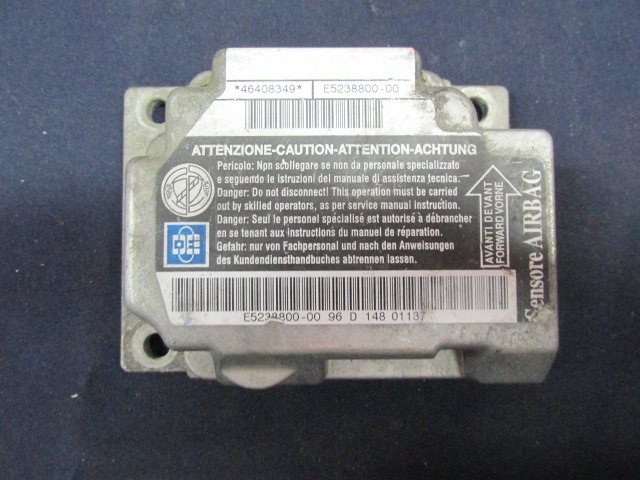 *46408349* E5238800-00
ATTENZIONE-CAUTION-ATTENTION-ACHTUNG
Pericolo: Npn scollegare se non da personale specializzato
e seguendo le istruzioni del manuale di assistenza tecnica.
Danger: Do not disconnect! This operation must be carried
out by skilled operators, as per service manual instruction.
Danger: Seul le personel spécialisé est autorisé à débrancher
en se tenant aux instructions du manuel de réparation.
Gefahr: nur von Fachpersonal und nach den Anweisungen
des Kundendiensthandbuches abtrennen lassen.
AVANTI DEVANT
FORWARD VORNE
Sensore AIRBAG
E5238800-00 96 D 148 01137